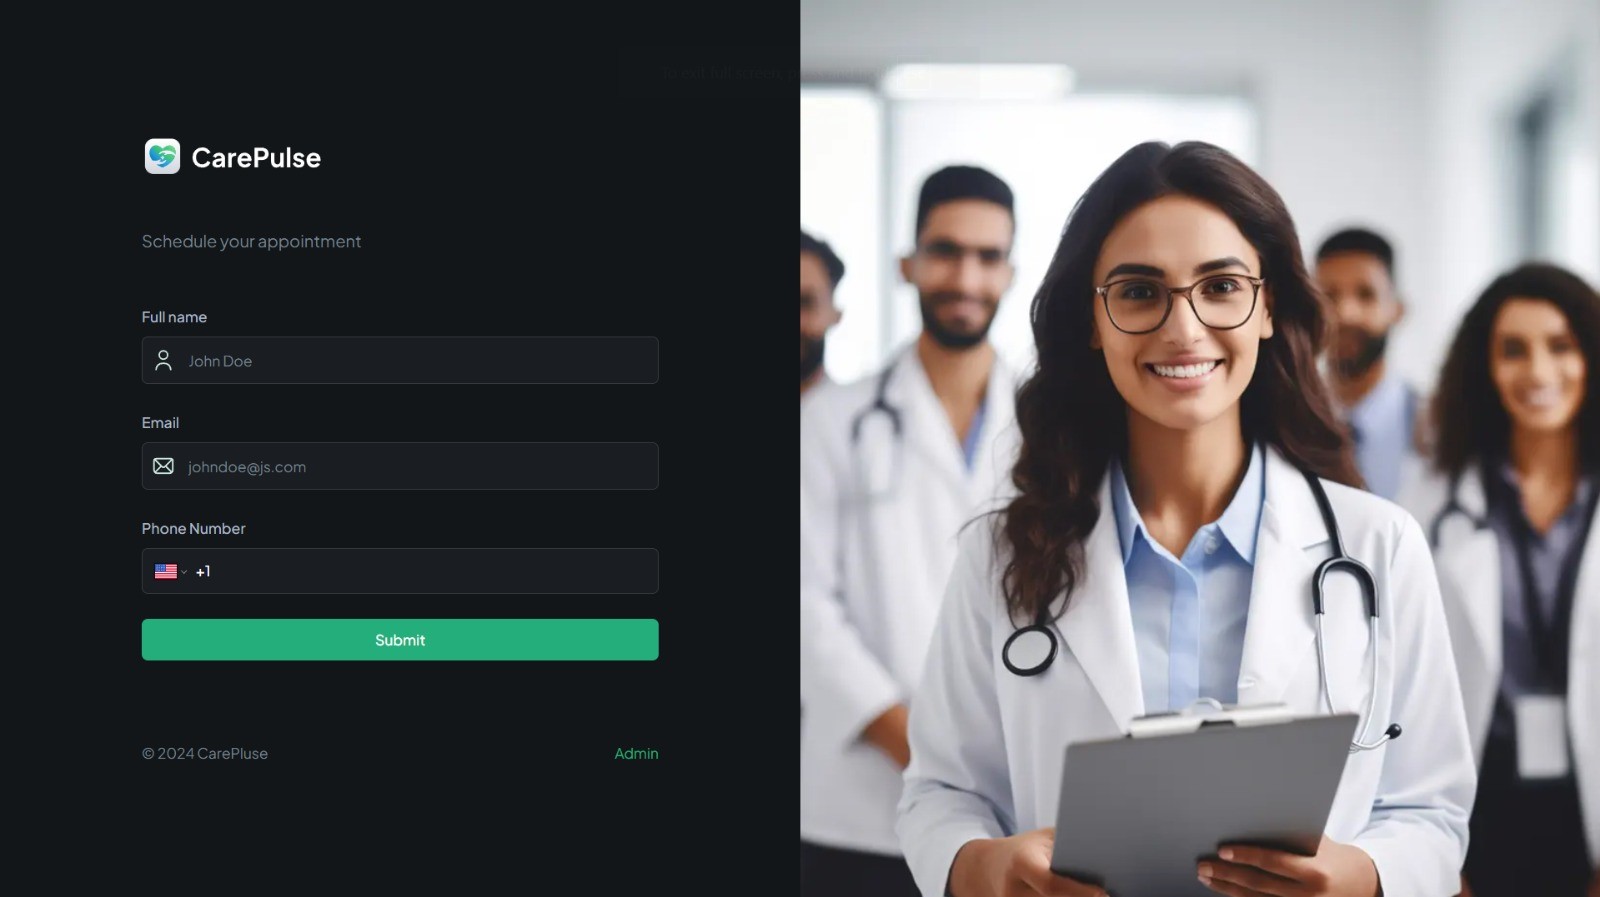 CarePulse
Schedule your appointment
Full name
John Doe
Email
johndoe@js.com
Phone Number
+1
Submit
© 2024 CarePluse
Admin